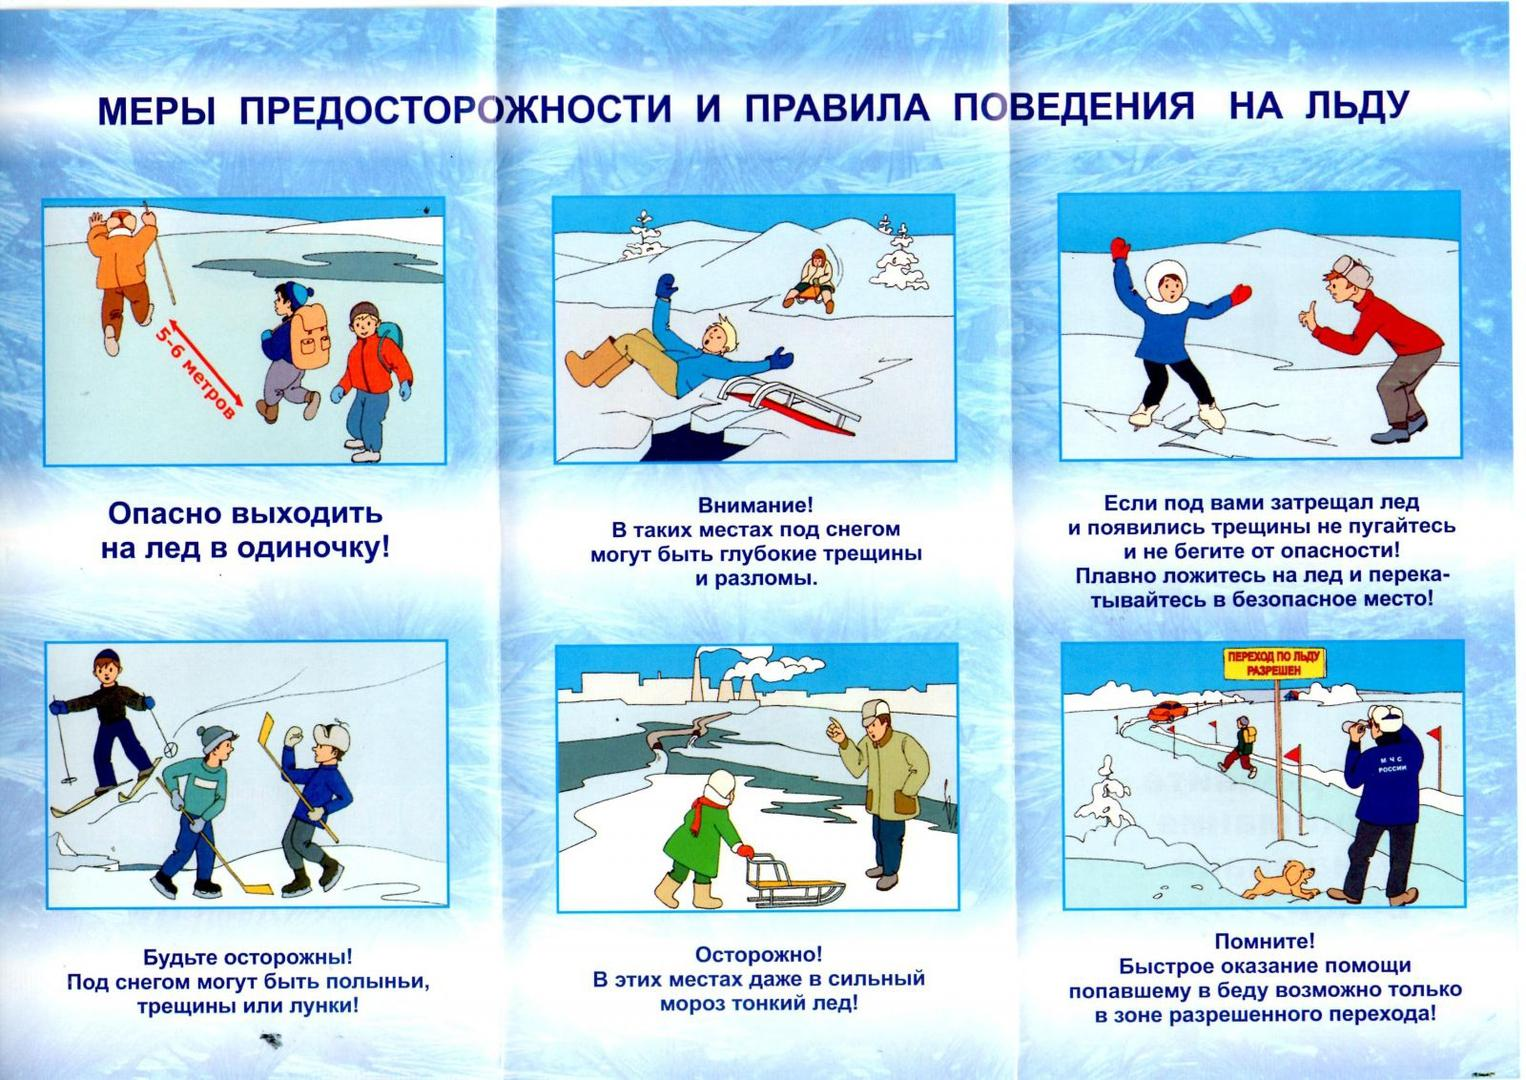 МЕРЫ ПРЕДОСТОРОЖНОСТИ И ПРАВИЛА ПОВЕДЕНИЯ НА ЛЬДУ
5-6 метров
Опасно выходить
на лед в одиночку!
Внимание!
В таких местах под снегом
могут быть глубокие трещины
и разломы.
Если под вами затрещал лед
и появились трещины не пугайтесь
и не бегите от опасности!
Плавно ложитесь на лед и перека-
тывайтесь в безопасное место!
ПЕРЕХОД ПО ЛЬДУ
РАЗРЕШЕН
МЧС
РОССИИ
Будьте осторожны!
Под снегом могут быть полыньи,
трещины или лунки!
Осторожно!
В этих местах даже в сильный
мороз тонкий лед!
Помните!
Быстрое оказание помощи
попавшему в беду возможно только
в зоне разрешенного перехода!